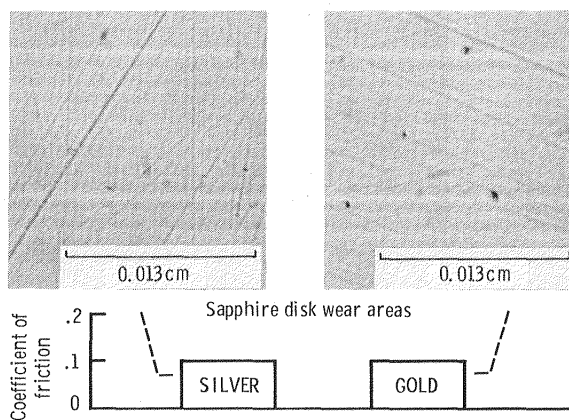 0.013cm
0.013cm
Sapphire disk wear areas
Coefficient of
friction
.2
.1
0
SILVER
GOLD